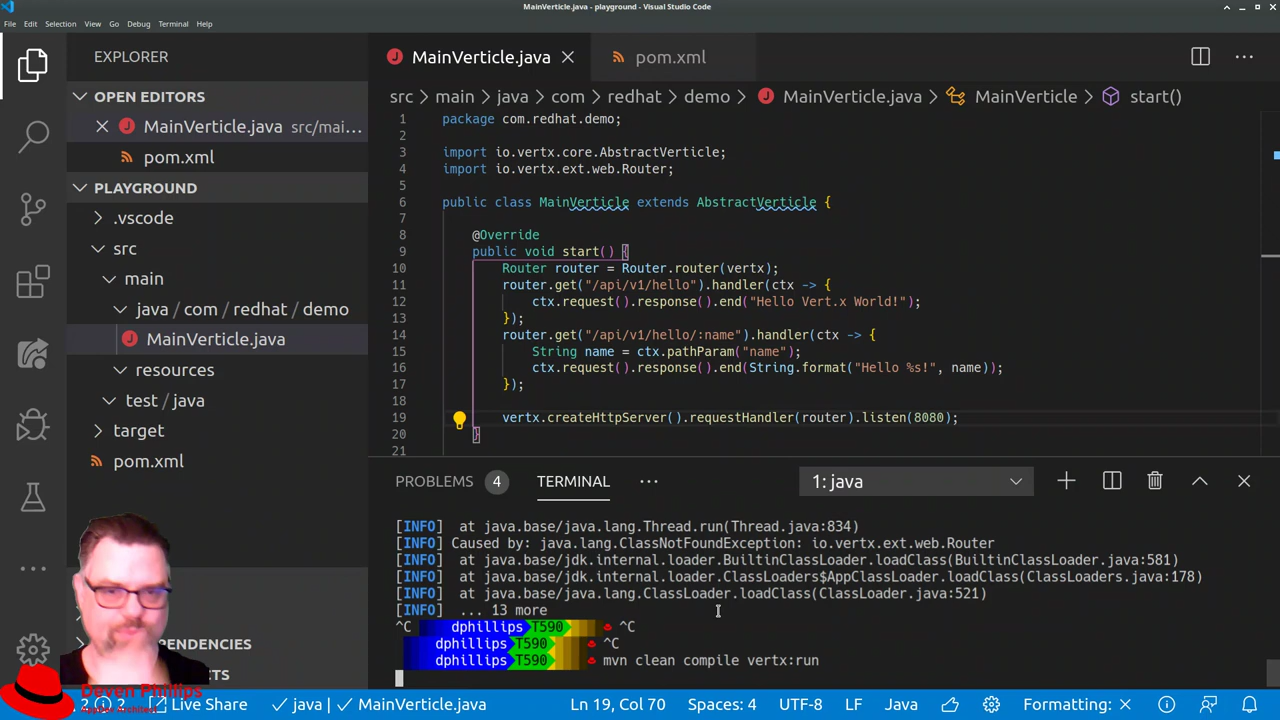 MainVerticle.java - playground - Visual Studio Code
File Edit Selection View Go Debug Terminal Help
EXPLORER
OPEN EDITORS
MainVerticle.java src/mai...
pom.xml
PLAYGROUND
.vscode
src
main
java / com / redhat / demo
MainVerticle.java
resources
test / java
target
pom.xml
MainVerticle.java
pom.xml
src main java com redhat demo MainVerticle.java MainVerticle start()
1 package com.redhat.demo;
2
3 import io.vertx.core.AbstractVerticle;
4 import io.vertx.ext.web.Router;
5
6 public class MainVerticle extends AbstractVerticle {
7
8 @Override
9 public void start() {
10 Router router = Router.router(vertx);
11 router.get("/api/v1/hello").handler(ctx -> {
12 ctx.request().response().end("Hello Vert.x World!");
13 });
14 router.get("/api/v1/hello/:name").handler(ctx -> {
15 String name = ctx.pathParam("name");
16 ctx.request().response().end(String.format("Hello %s!", name));
17 });
18
19 vertx.createHttpServer().requestHandler(router).listen(8080);
20 }
21
PROBLEMS 4 TERMINAL 1: java
[INFO] at java.base/java.lang.Thread.run(Thread.java:834)
[INFO] Caused by: java.lang.ClassNotFoundException: io.vertx.ext.web.Router
[INFO] at java.base/jdk.internal.loader.BuiltinClassLoader.loadClass(BuiltinClassLoader.java:581)
[INFO] at java.base/jdk.internal.loader.ClassLoaders$AppClassLoader.loadClass(ClassLoaders.java:178)
[INFO] at java.base/java.lang.ClassLoader.loadClass(ClassLoader.java:521)
[INFO] ... 13 more
^C dphillips T590 ^C
dphillips T590 ^C
dphillips T590 mvn clean compile vertx:run
Deven Phillips
AppDev Architect
2 Live Share java MainVerticle.java Ln 19, Col 70 Spaces: 4 UTF-8 LF Java Formatting: